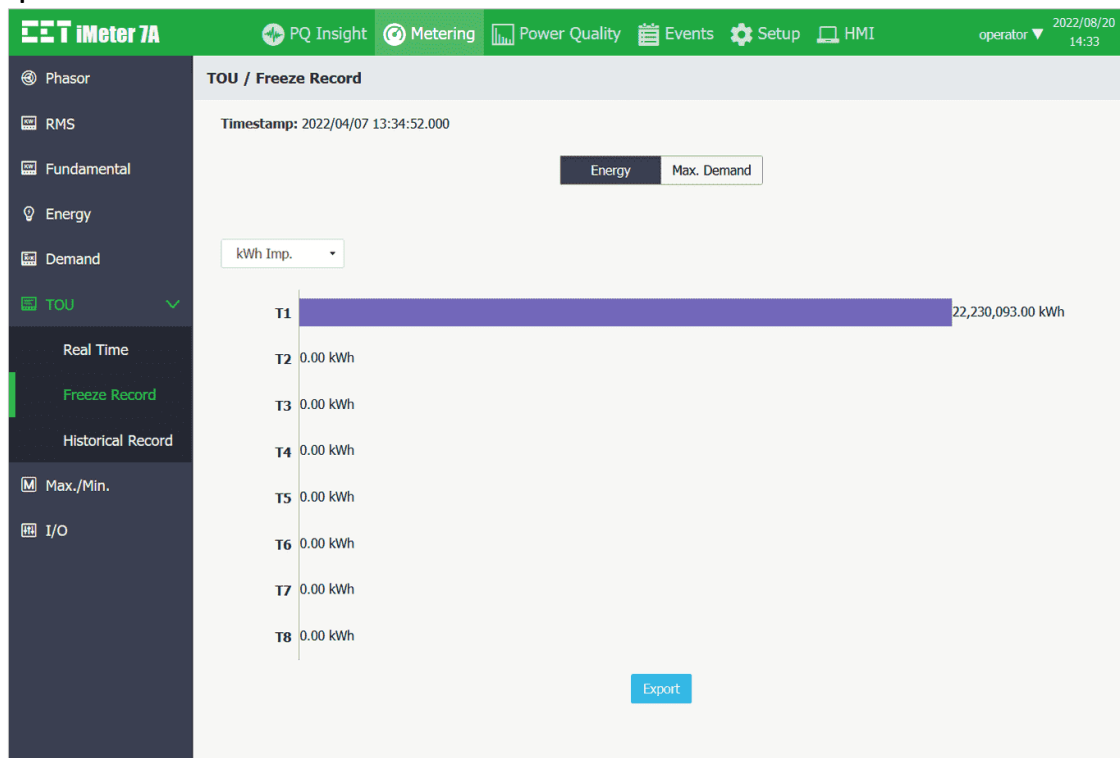 CET iMeter 7A
PQ Insight Metering Power Quality Events Setup HMI
operator ▼
2022/08/20
14:33
Phasor
RMS
Fundamental
Energy
Demand
TOU
Real Time
Freeze Record
Historical Record
Max./Min.
I/O
TOU / Freeze Record
Timestamp: 2022/04/07 13:34:52.000
Energy Max. Demand
kWh Imp.
T1 22,230,093.00 kWh
T2 0.00 kWh
T3 0.00 kWh
T4 0.00 kWh
T5 0.00 kWh
T6 0.00 kWh
T7 0.00 kWh
T8 0.00 kWh
Export